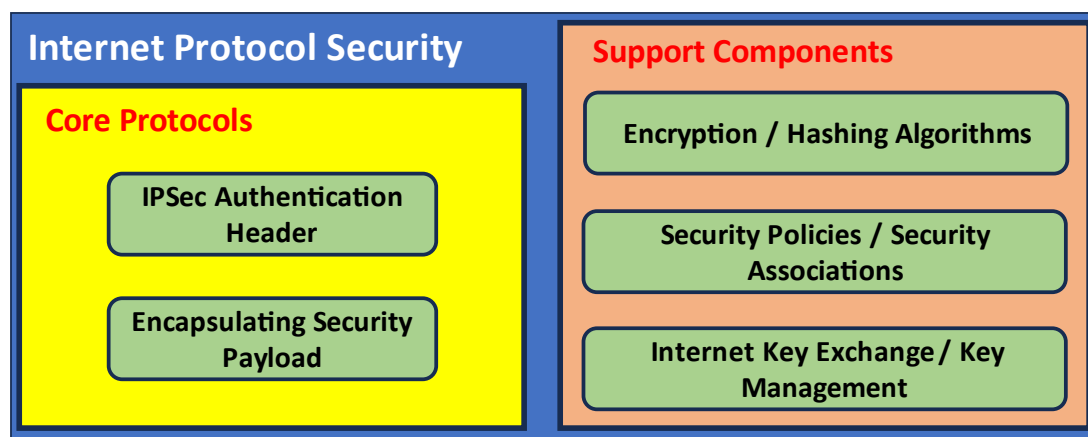 Internet Protocol Security
Core Protocols
IPSec Authentication
Header
Encapsulating Security
Payload
Support Components
Encryption / Hashing Algorithms
Security Policies / Security
Associations
Internet Key Exchange / Key
Management